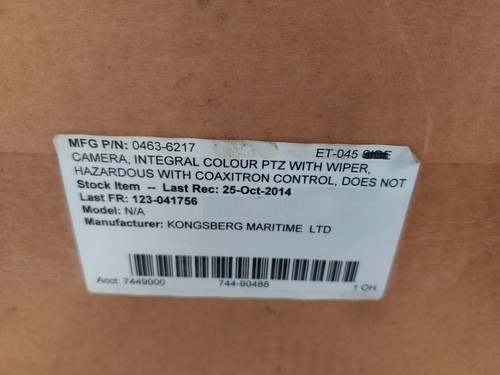 MFG P/N: 0463-6217 ET-045 SIDE
CAMERA, INTEGRAL COLOUR PTZ WITH WIPER,
HAZARDOUS WITH COAXITRON CONTROL, DOES NOT
Stock Item -- Last Rec: 25-Oct-2014
Last FR: 123-041756
Model: N/A
Manufacturer: KONGSBERG MARITIME LTD
Acct: 7449000 744-90488 1 OH